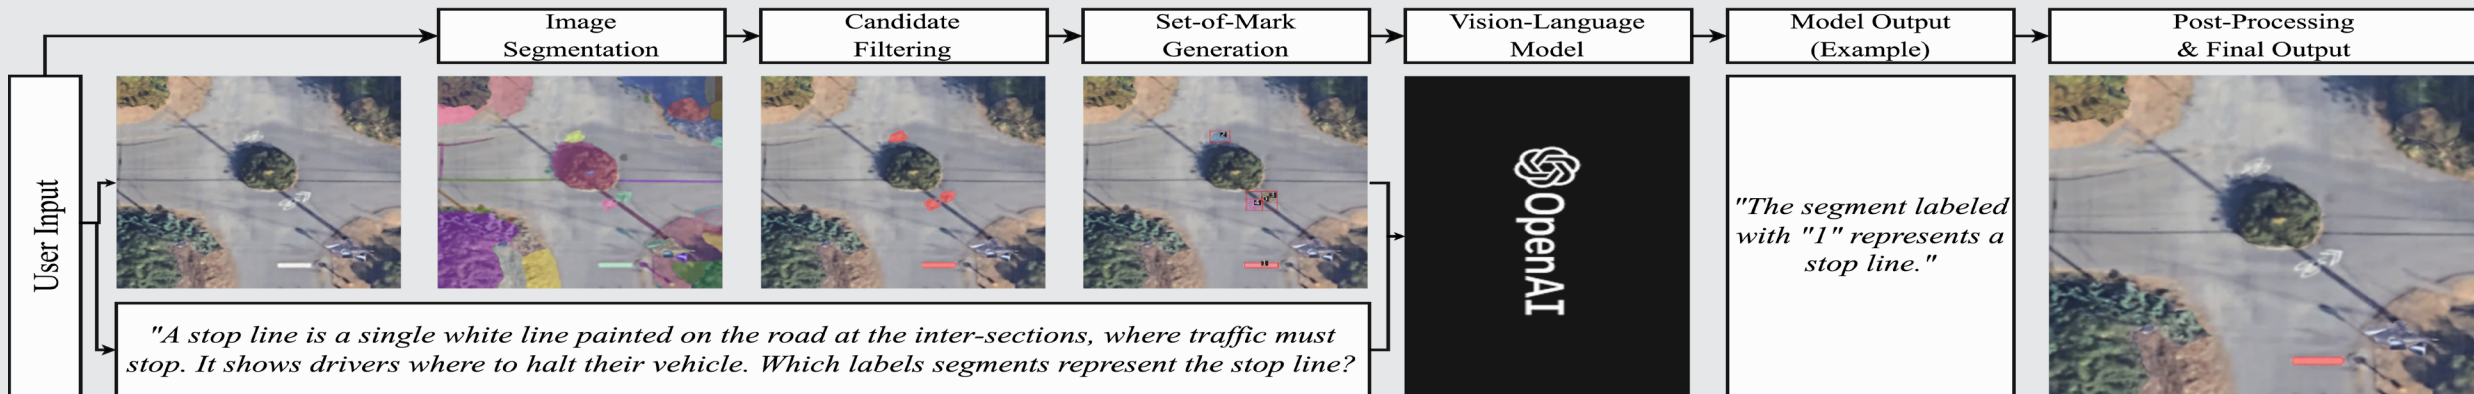 Image
Segmentation
Candidate
Filtering
Set-of-Mark
Generation
Vision-Language
Model
Model Output
(Example)
Post-Processing
& Final Output
User Input
OpenAI
"The segment labeled
with "1" represents a
stop line."
"A stop line is a single white line painted on the road at the inter-sections, where traffic must
stop. It shows drivers where to halt their vehicle. Which labels segments represent the stop line?